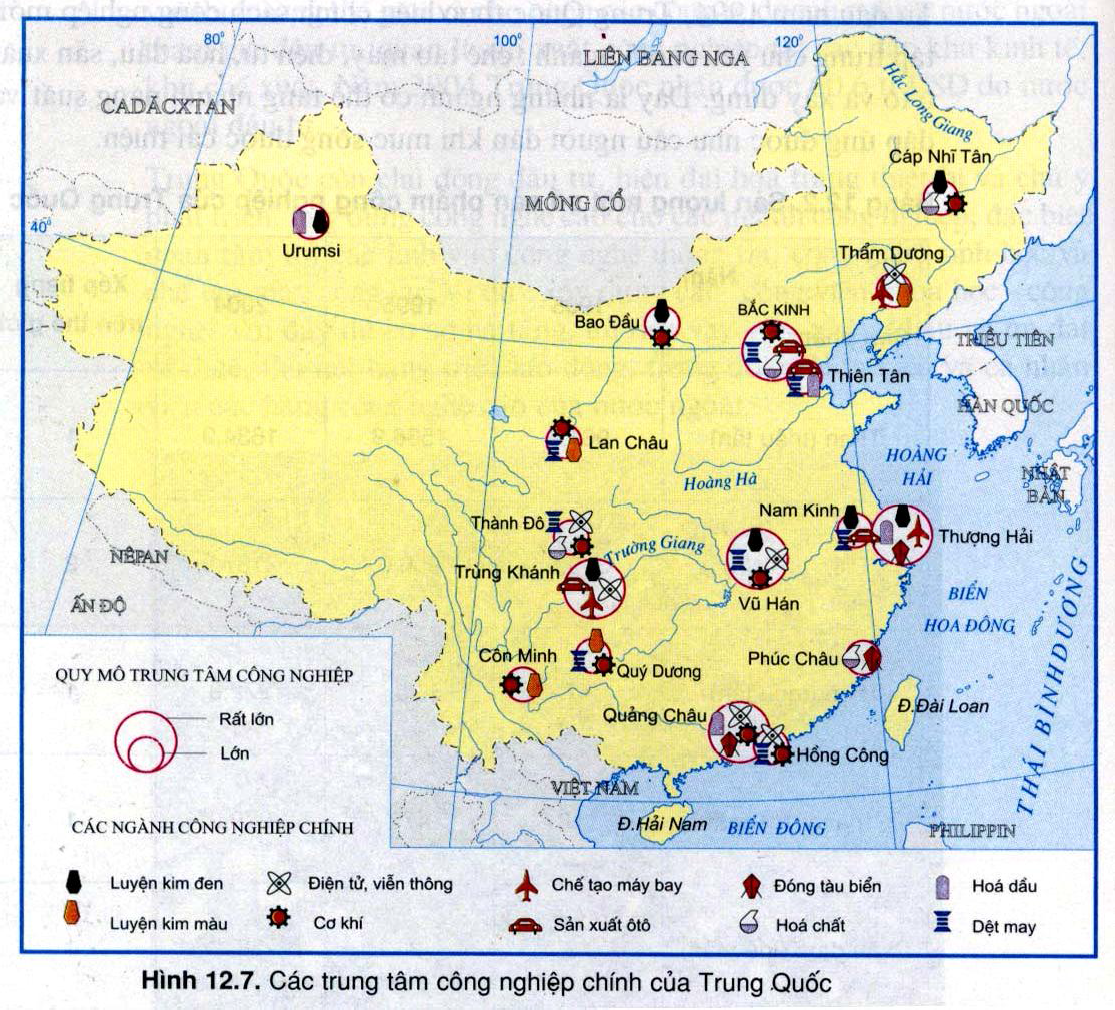 80°
100°
120°
LIÊN BANG NGA
CADĂCXTAN
Hắc Long Giang
Cáp Nhĩ Tân
MÔNG CỔ
40°
Urumsi
Thẩm Dương
Bao Đầu
BẮC KINH
TRIỀU TIÊN
Thiên Tân
HÀN QUỐC
Lan Châu
HOÀNG
HẢI
NHẬT
BẢN
Hoàng Hà
Nam Kinh
Thành Đô
Thượng Hải
Trường Giang
NÊPAN
Trùng Khánh
Vũ Hán
BIỂN
HOA ĐÔNG
ẤN ĐỘ
THÁI BÌNH DƯƠNG
Côn Minh
Quý Dương
Phúc Châu
QUY MÔ TRUNG TÂM CÔNG NGHIỆP
Quảng Châu
Đ.Đài Loan
Rất lớn
Lớn
Hồng Công
VIỆT NAM
CÁC NGÀNH CÔNG NGHIỆP CHÍNH
Đ.Hải Nam
BIỂN ĐÔNG
PHILIPPIN
Luyện kim đen
Điện tử, viễn thông
Chế tạo máy bay
Đóng tàu biển
Hoá dầu
Luyện kim màu
Cơ khí
Sản xuất ôtô
Hoá chất
Dệt may
Hình 12.7. Các trung tâm công nghiệp chính của Trung Quốc